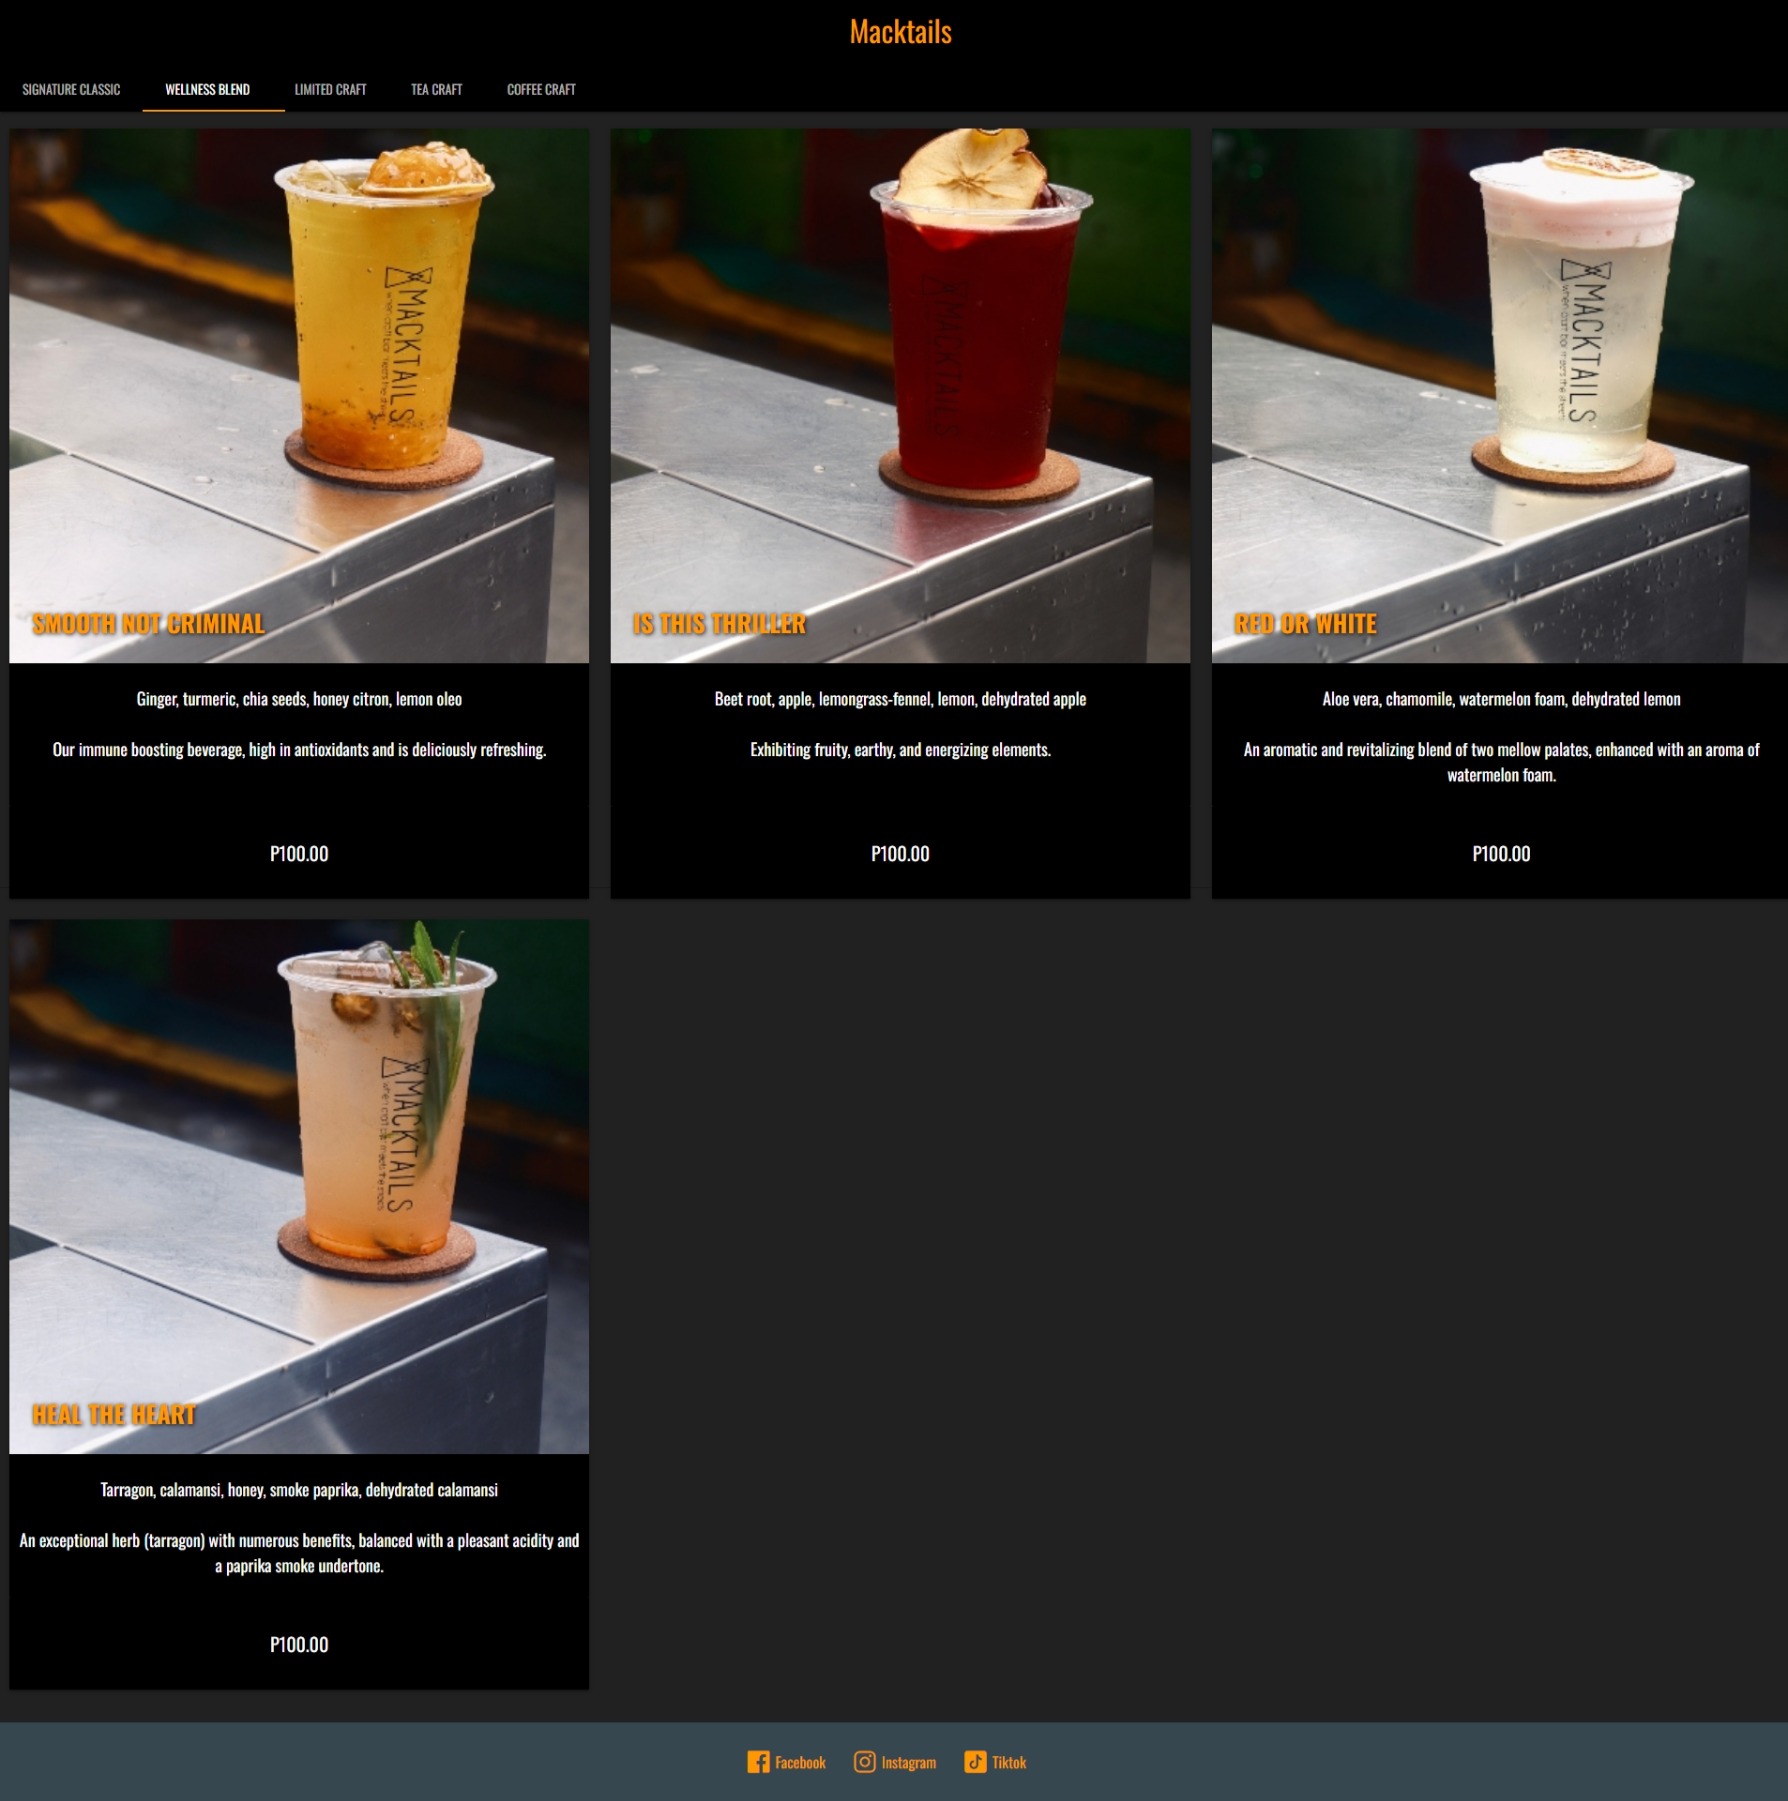 Macktails
SIGNATURE CLASSIC
WELLNESS BLEND
LIMITED CRAFT
TEA CRAFT
COFFEE CRAFT
MACKTAILS
SMOOTH NOT CRIMINAL
Ginger, turmeric, chia seeds, honey citron, lemon oleo
Our immune boosting beverage, high in antioxidants and is deliciously refreshing.
P100.00
MACKTAILS
IS THIS THRILLER
Beet root, apple, lemongrass-fennel, lemon, dehydrated apple
Exhibiting fruity, earthy, and energizing elements.
P100.00
MACKTAILS
RED OR WHITE
Aloe vera, chamomile, watermelon foam, dehydrated lemon
An aromatic and revitalizing blend of two mellow palates, enhanced with an aroma of
watermelon foam.
P100.00
MACKTAILS
HEAL THE HEART
Tarragon, calamansi, honey, smoke paprika, dehydrated calamansi
An exceptional herb (tarragon) with numerous benefits, balanced with a pleasant acidity and
a paprika smoke undertone.
P100.00
Facebook
Instagram
Tiktok